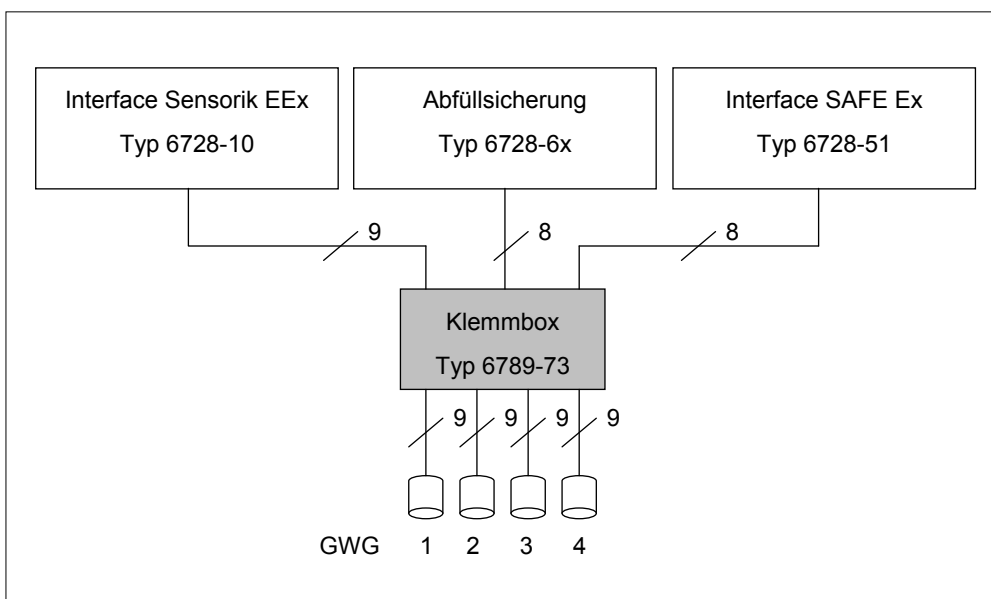 Interface Sensorik EEx
Typ 6728-10
Abfüllsicherung
Typ 6728-6x
Interface SAFE Ex
Typ 6728-51
9
8
8
Klemmbox
Typ 6789-73
9 9 9 9
GWG 1 2 3 4